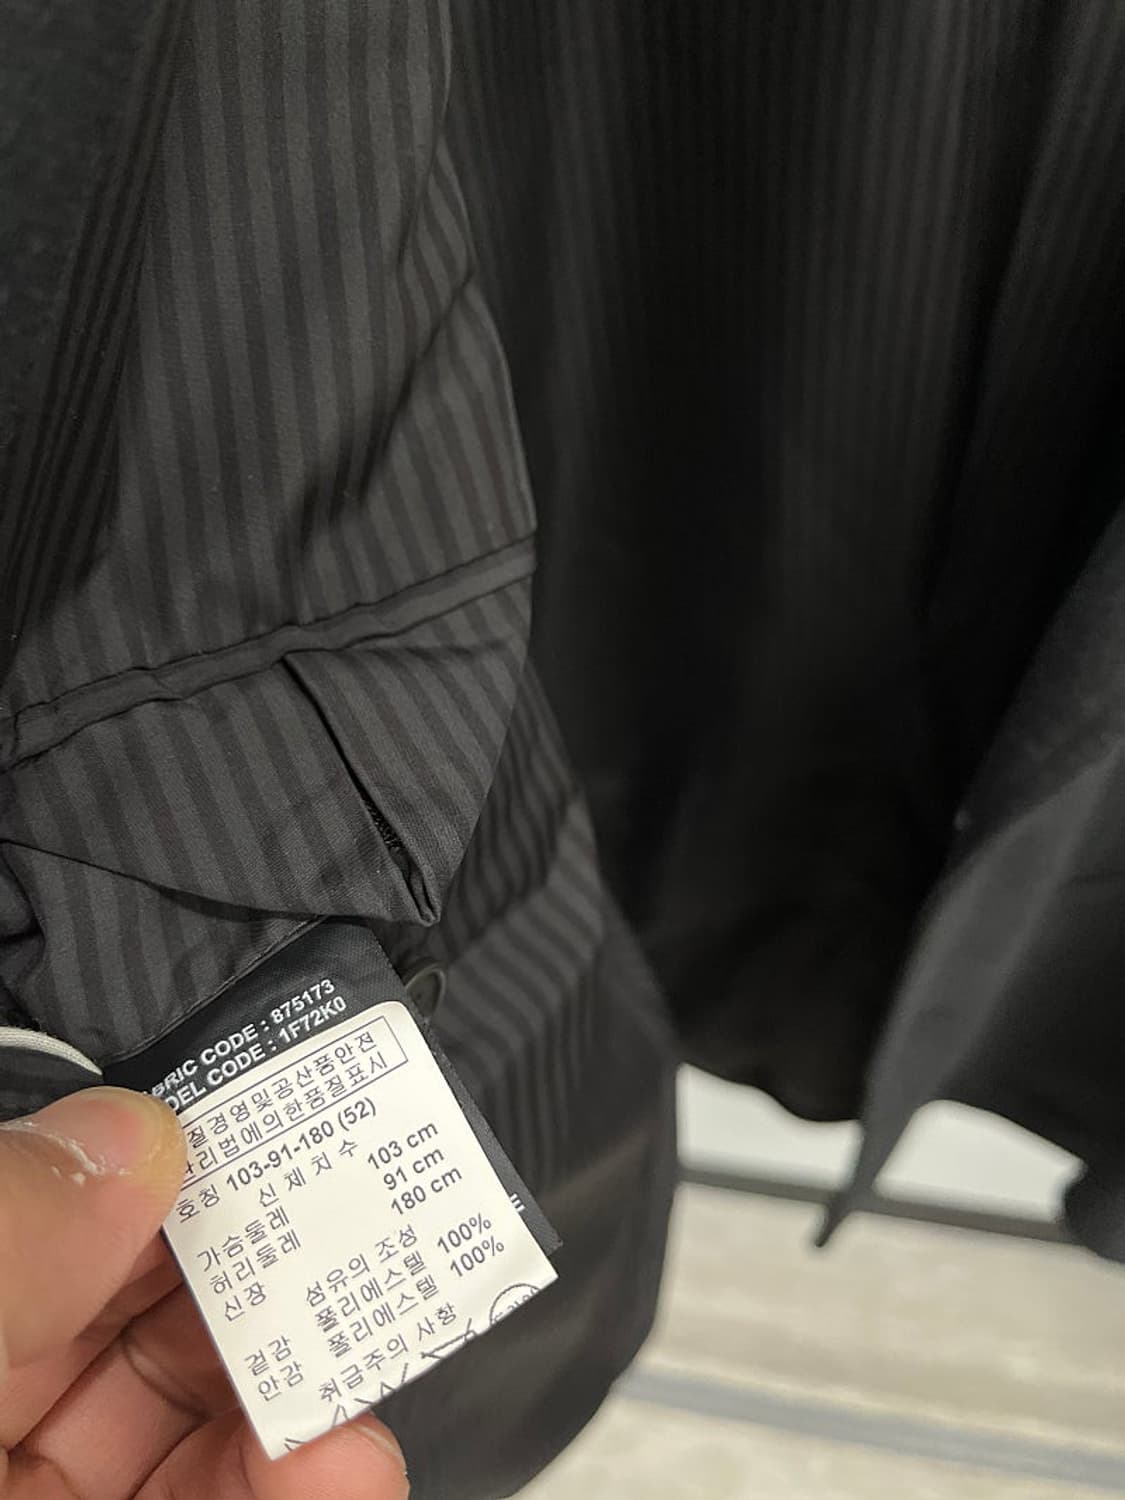 FABRIC CODE : 875173
MODEL CODE : 1F72K0
질경영및공산품안전
관리법에의한품질표시
호칭 103-91-180 (52)
신 체 치 수
가슴둘레 103 cm
허리둘레 91 cm
신장 180 cm
섬유의 조성
겉감 폴리에스텔 100%
안감 폴리에스텔 100%
취급주의 사항